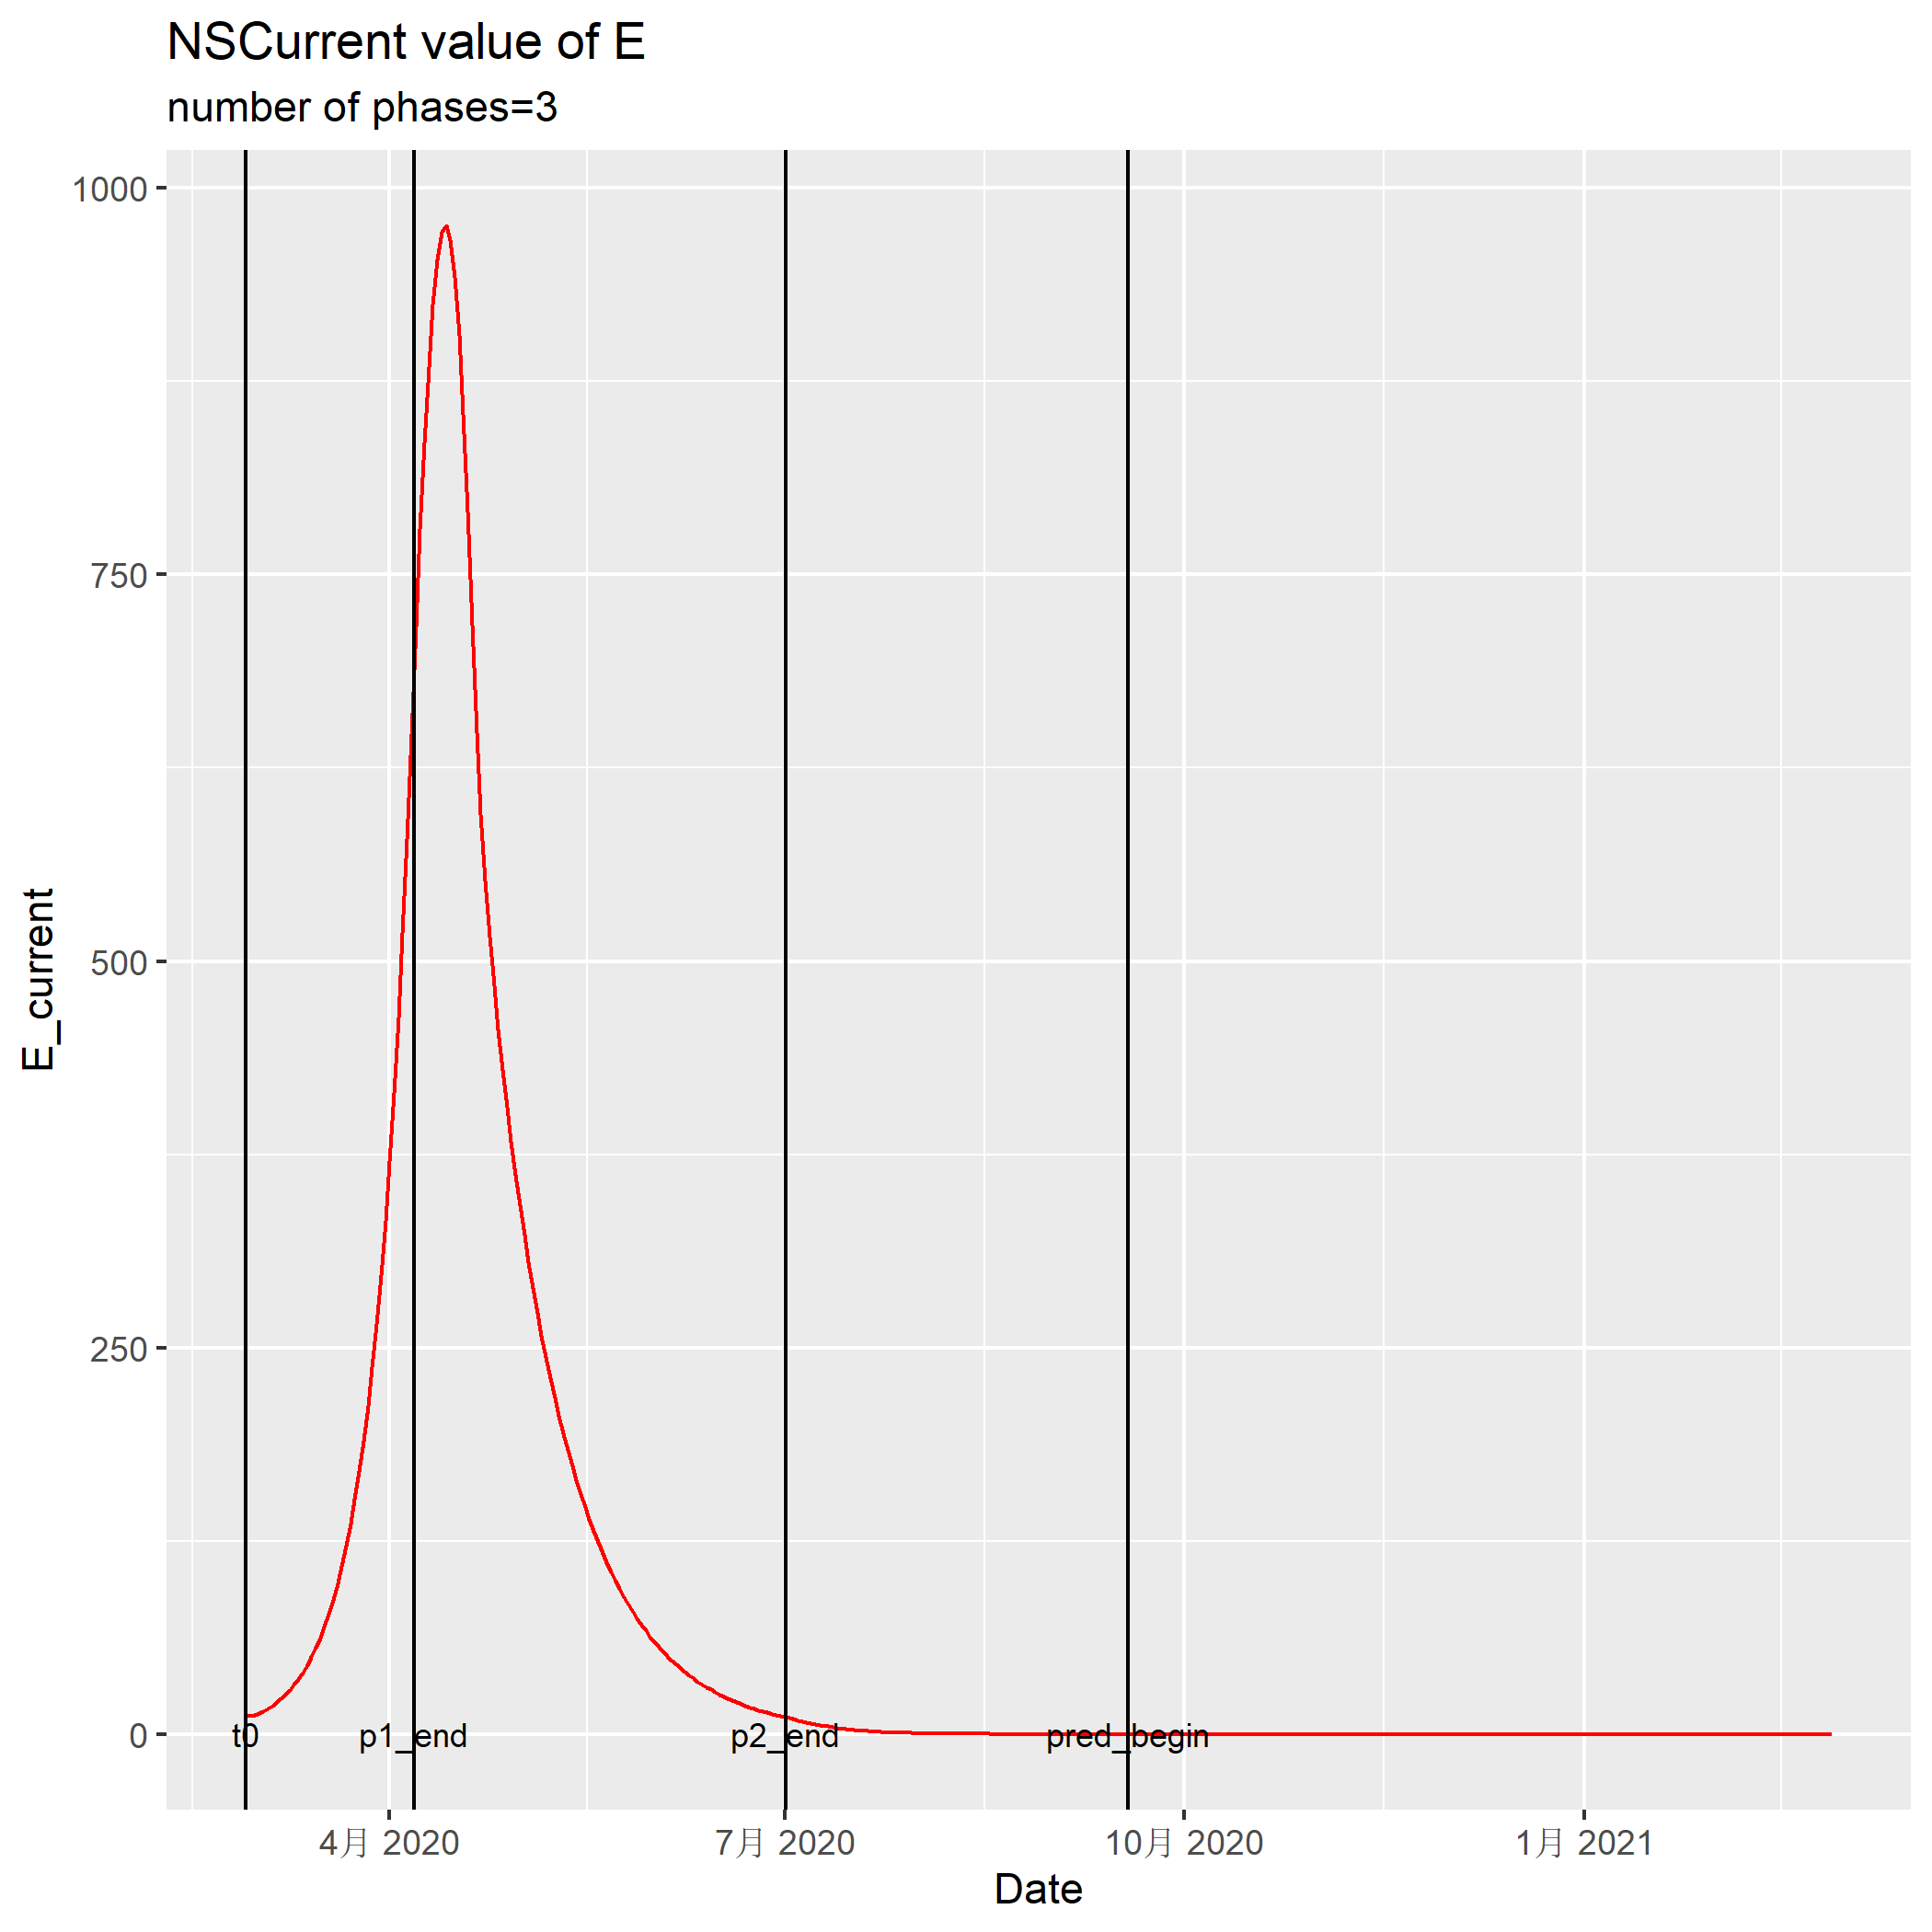 NSCurrent value of E
number of phases=3
1000
750
500
250
0
E_current
t0
p1_end
p2_end
pred_begin
4月 2020
7月 2020
10月 2020
1月 2021
Date